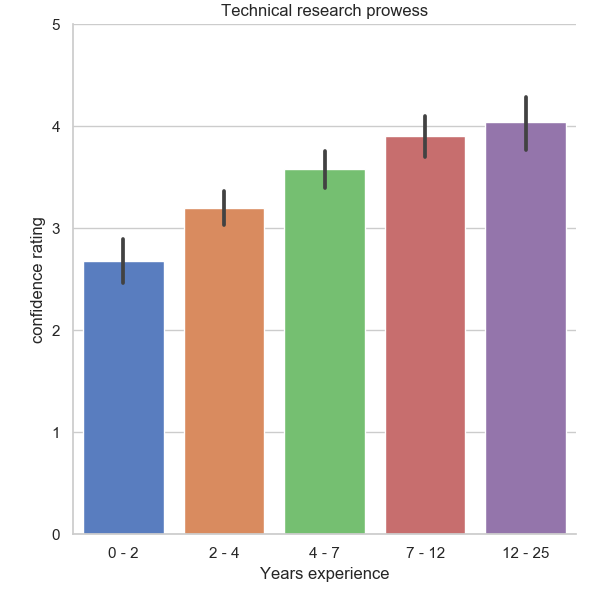 Technical research prowess
5
4
3
2
1
0
confidence rating
0 - 2
2 - 4
4 - 7
7 - 12
12 - 25
Years experience